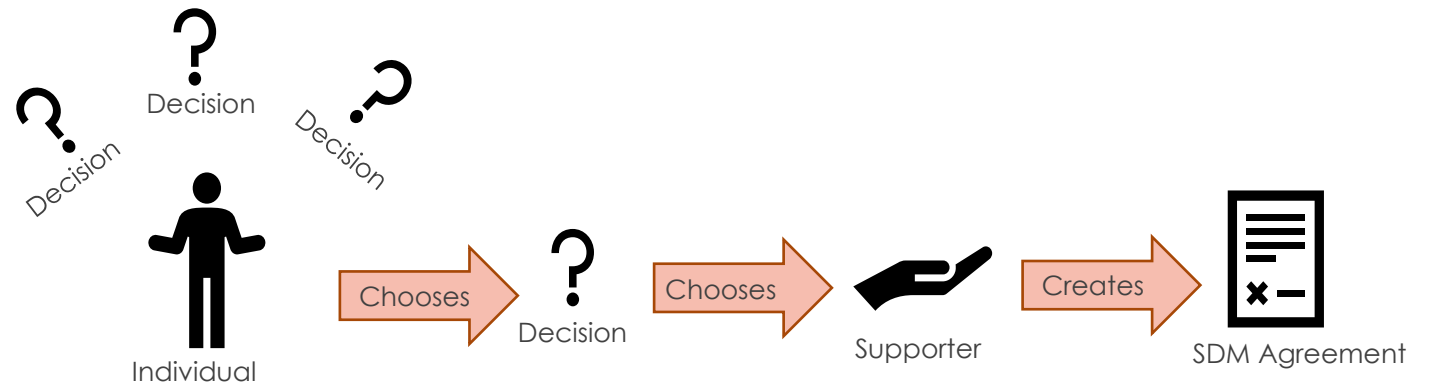 Decision
Decision
Decision
Individual
Chooses
Decision
Chooses
Supporter
Creates
SDM Agreement